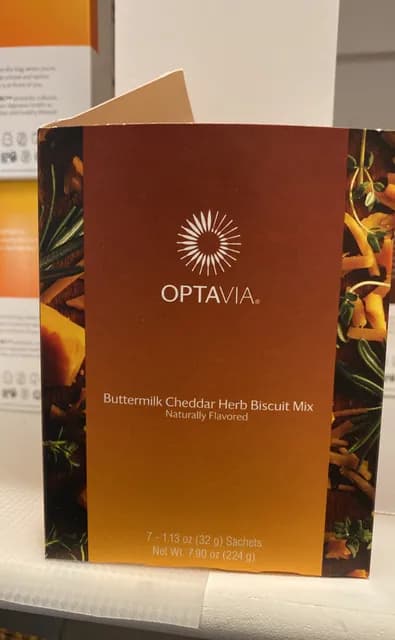 OPTAVIA®
Buttermilk Cheddar Herb Biscuit Mix
Naturally Flavored
7 - 1.13 oz (32 g) Sachets
Net Wt. 7.90 oz (224 g)